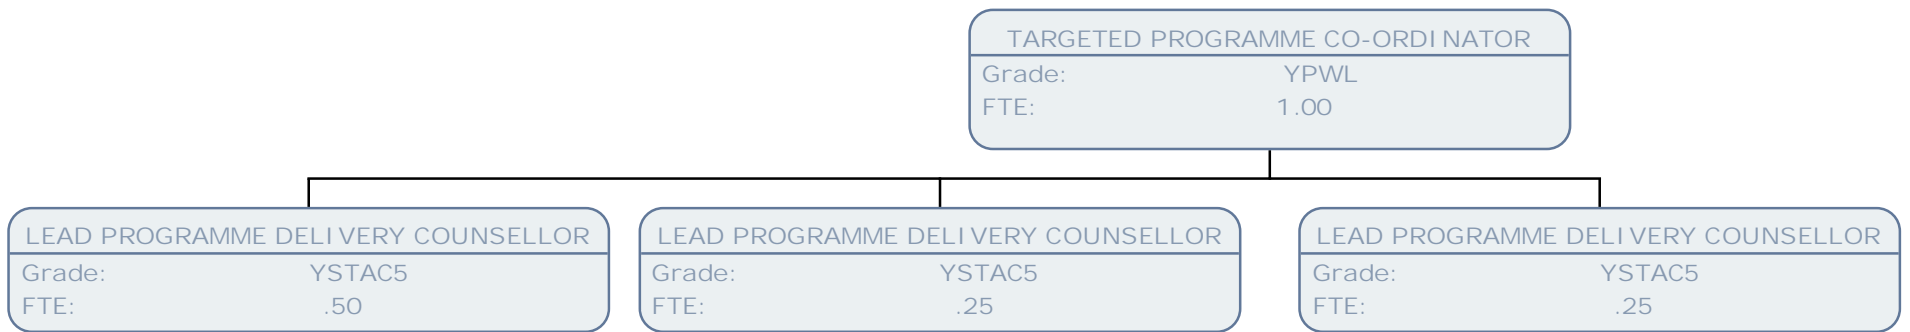 TARGETED PROGRAMME CO-ORDINATOR
Grade: YPWL
FTE: 1.00
LEAD PROGRAMME DELIVERY COUNSELLOR
Grade: YSTAC5
FTE: .50
LEAD PROGRAMME DELIVERY COUNSELLOR
Grade: YSTAC5
FTE: .25
LEAD PROGRAMME DELIVERY COUNSELLOR
Grade: YSTAC5
FTE: .25